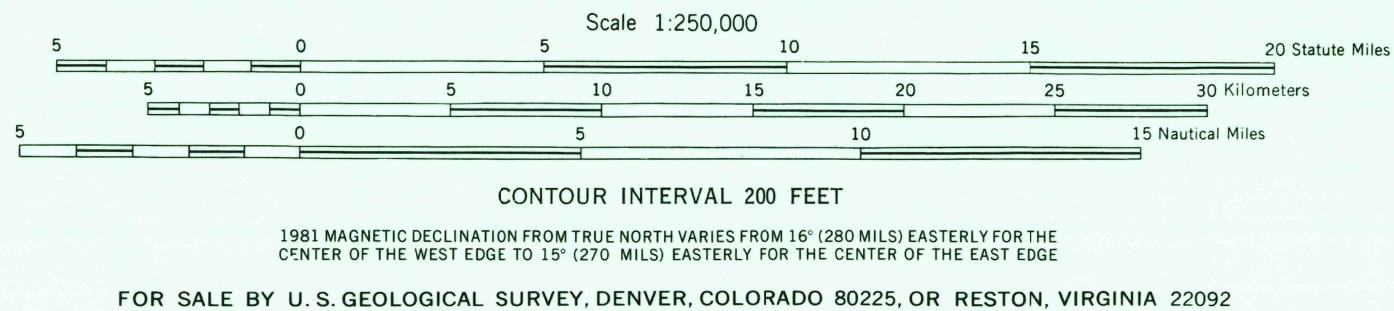 Scale 1:250,000
5 0 5 10 15 20 Statute Miles
5 0 5 10 15 20 25 30 Kilometers
5 0 5 10 15 Nautical Miles
CONTOUR INTERVAL 200 FEET
1981 MAGNETIC DECLINATION FROM TRUE NORTH VARIES FROM 16° (280 MILS) EASTERLY FOR THE
CENTER OF THE WEST EDGE TO 15° (270 MILS) EASTERLY FOR THE CENTER OF THE EAST EDGE
FOR SALE BY U. S. GEOLOGICAL SURVEY, DENVER, COLORADO 80225, OR RESTON, VIRGINIA 22092